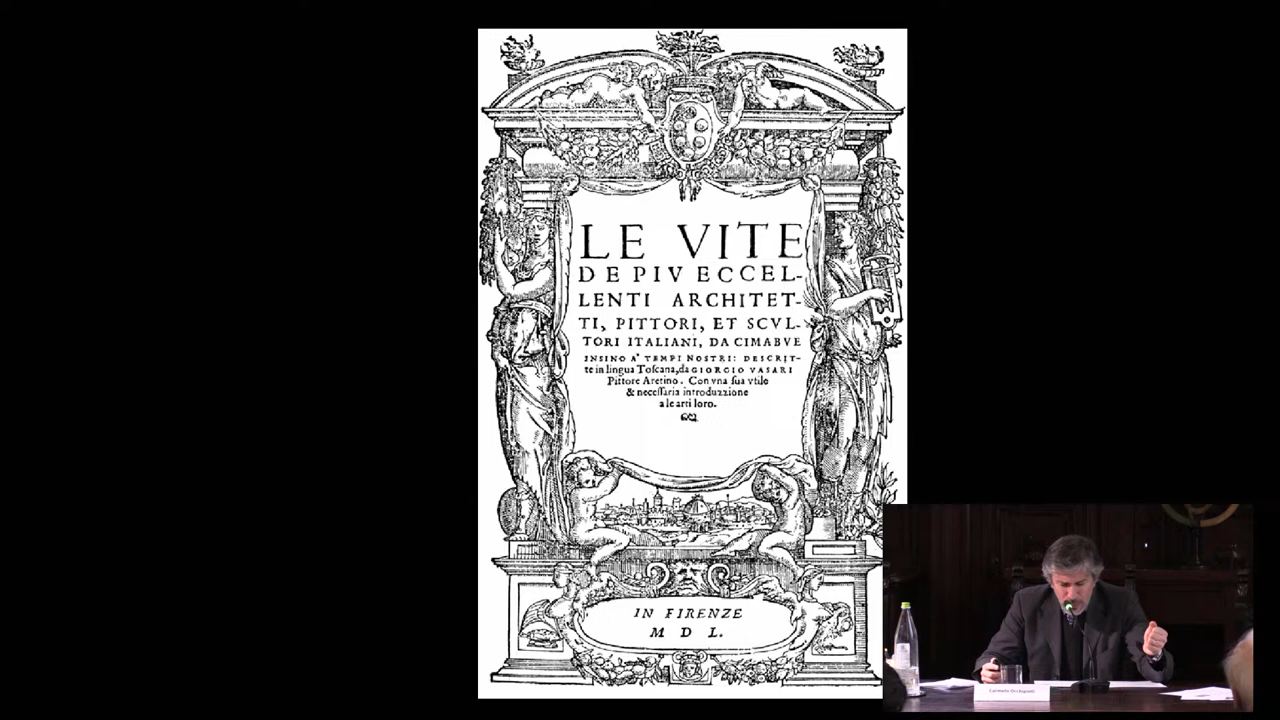 LE VITE
DE PIV ECCEL-
LENTI ARCHITET-
TI, PITTORI, ET SCVL-
TORI ITALIANI, DA CIMABVE
INSINO A' TEMPI NOSTRI: DESCRIT-
te in lingua Toſcana, da GIORGIO VASARI
Pittore Aretino. Con vna ſua vtile
& neceſſaria introduzzione
a le arti loro.
IN FIRENZE
M D L.
Carmelo Occhipinti